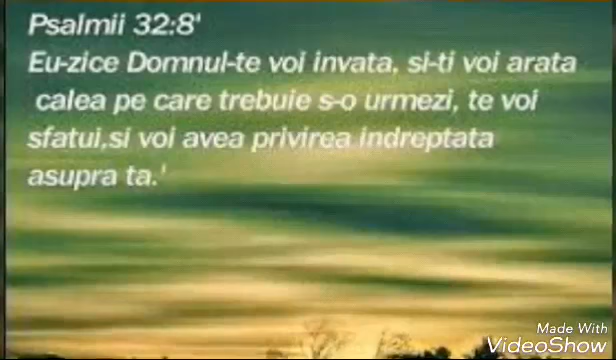 Psalmii 32:8'
Eu-zice Domnul-te voi invata, si-ti voi arata
calea pe care trebuie s-o urmezi, te voi
sfatui,si voi avea privirea indreptata
asupra ta.'
Made With
VideoShow